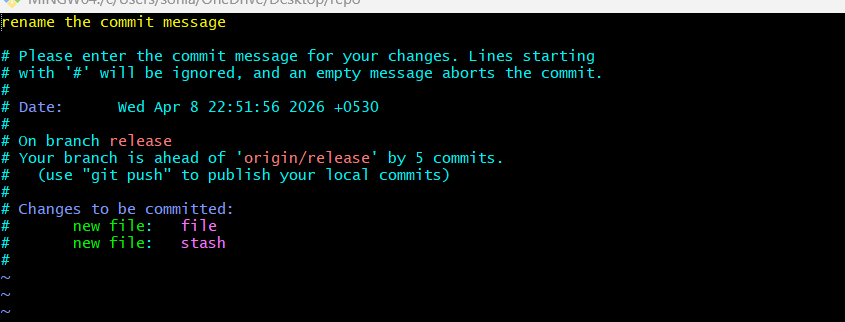 MINGW64:/c/Users/sonia/OneDrive/Desktop/repo
rename the commit message

# Please enter the commit message for your changes. Lines starting
# with '#' will be ignored, and an empty message aborts the commit.
#
# Date:      Wed Apr 8 22:51:56 2026 +0530
#
# On branch release
# Your branch is ahead of 'origin/release' by 5 commits.
#   (use "git push" to publish your local commits)
#
# Changes to be committed:
#       new file:   file
#       new file:   stash
#
~
~
~